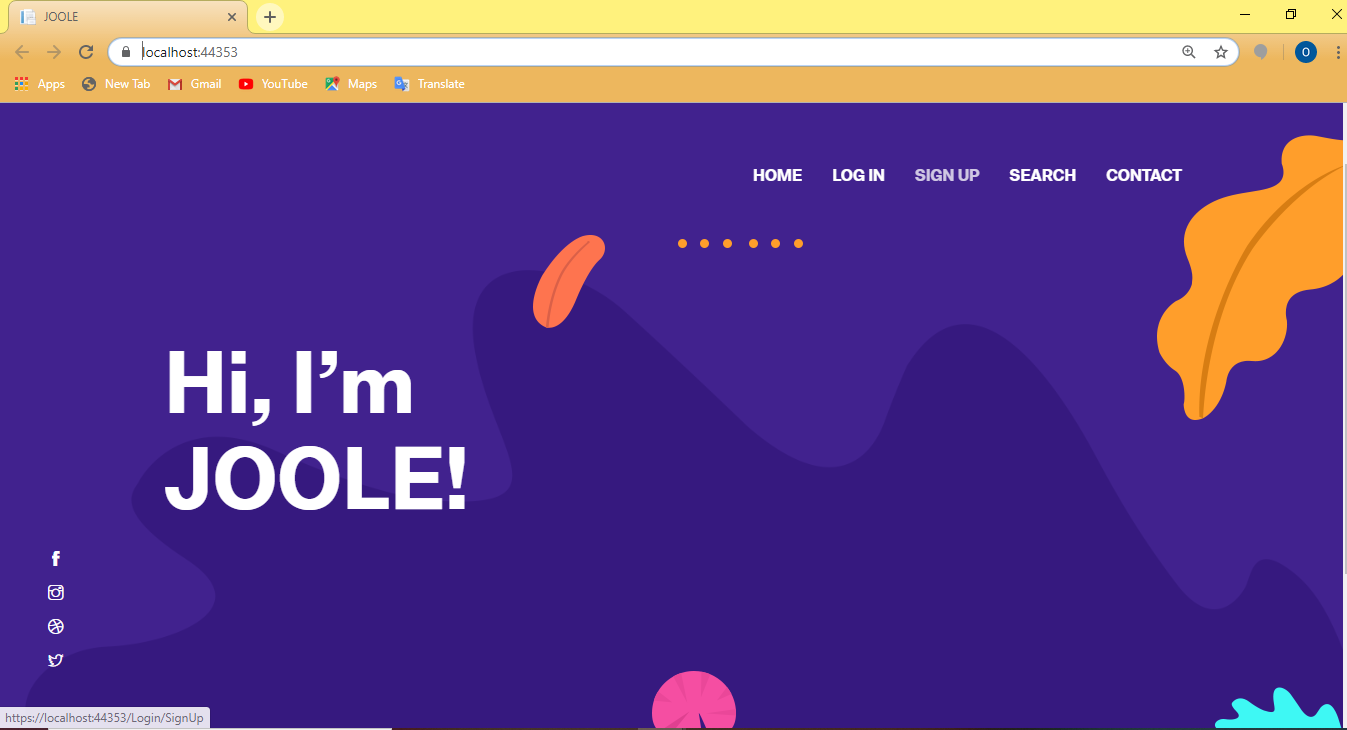 JOOLE
localhost:44353
O
Apps
New Tab
Gmail
YouTube
Maps
Translate
HOME
LOG IN
SIGN UP
SEARCH
CONTACT
Hi, I’m
JOOLE!
https://localhost:44353/Login/SignUp